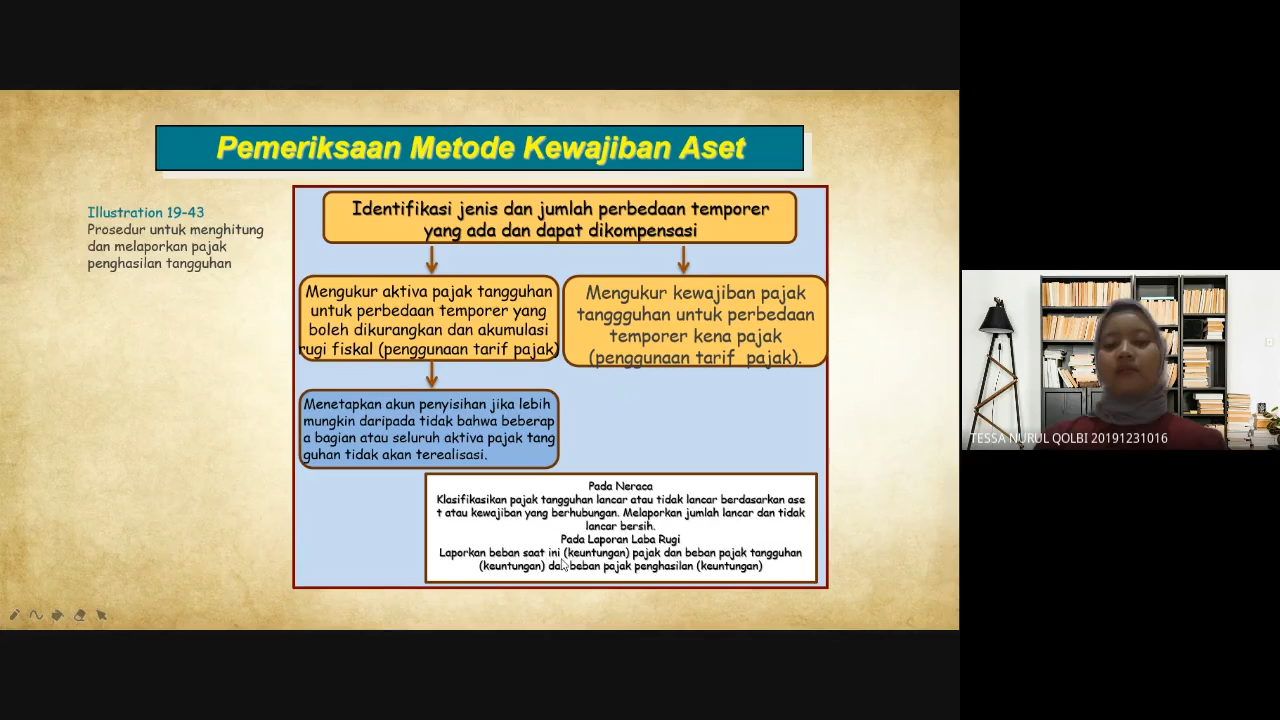 Pemeriksaan Metode Kewajiban Aset
Illustration 19-43
Prosedur untuk menghitung
dan melaporkan pajak
penghasilan tangguhan
Identifikasi jenis dan jumlah perbedaan temporer
yang ada dan dapat dikompensasi
Mengukur aktiva pajak tangguhan
untuk perbedaan temporer yang
boleh dikurangkan dan akumulasi
rugi fiskal (penggunaan tarif pajak)
Mengukur kewajiban pajak
tanggguhan untuk perbedaan
temporer kena pajak
(penggunaan tarif pajak).
Menetapkan akun penyisihan jika lebih
mungkin daripada tidak bahwa beberap
a bagian atau seluruh aktiva pajak tang
guhan tidak akan terealisasi.
Pada Neraca
Klasifikasikan pajak tangguhan lancar atau tidak lancar berdasarkan ase
t atau kewajiban yang berhubungan. Melaporkan jumlah lancar dan tidak
lancar bersih.
Pada Laporan Laba Rugi
Laporkan beban saat ini (keuntungan) pajak dan beban pajak tangguhan
(keuntungan) dan beban pajak penghasilan (keuntungan)
TESSA NURUL QOLBI 20191231016